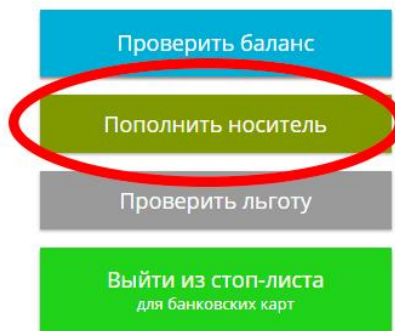 Проверить баланс
Пополнить носитель
Проверить льготу
Выйти из стоп-листа
для банковских карт